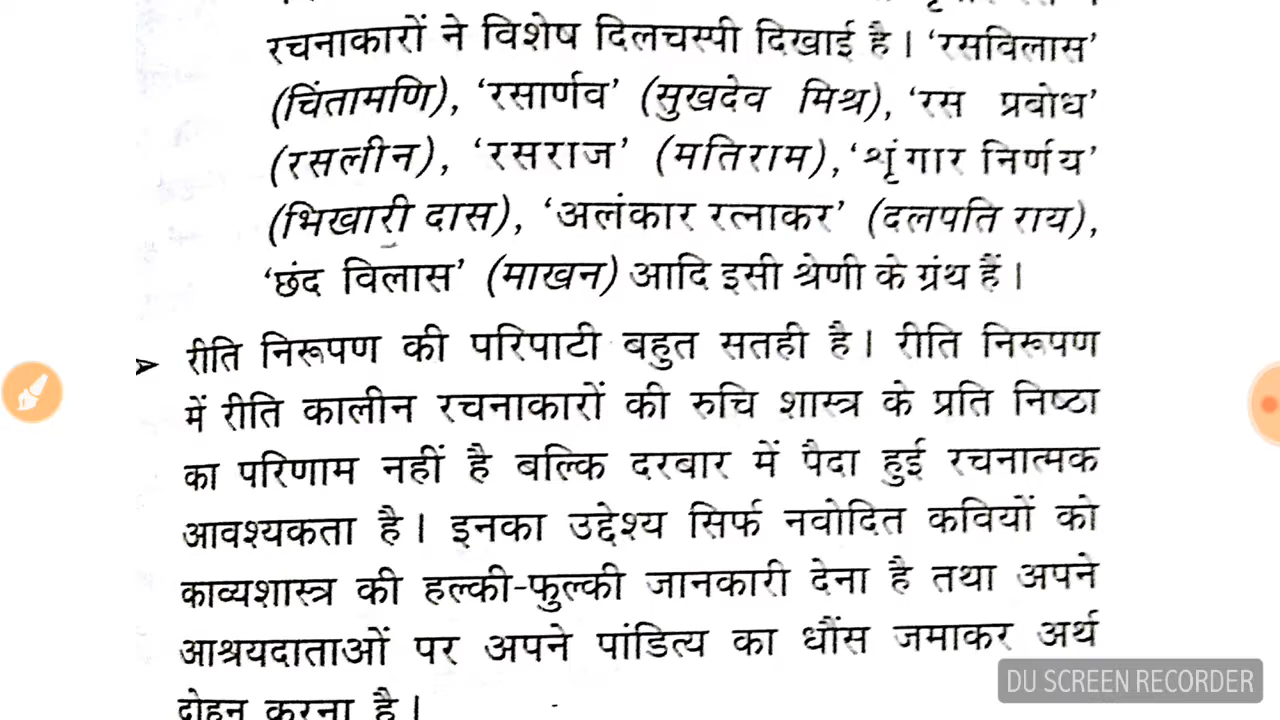 रचनाकारों ने विशेष दिलचस्पी दिखाई है। ‘रसविलास’
(चिंतामणि), ‘रसार्णव’ (सुखदेव मिश्र), ‘रस प्रबोध’
(रसलीन), ‘रसराज’ (मतिराम), ‘शृंगार निर्णय’
(भिखारी दास), ‘अलंकार रत्नाकर’ (दलपति राय),
‘छंद विलास’ (माखन) आदि इसी श्रेणी के ग्रंथ हैं।
रीति निरूपण की परिपाटी बहुत सतही है। रीति निरूपण
में रीति कालीन रचनाकारों की रुचि शास्त्र के प्रति निष्ठा
का परिणाम नहीं है बल्कि दरबार में पैदा हुई रचनात्मक
आवश्यकता है। इनका उद्देश्य सिर्फ नवोदित कवियों को
काव्यशास्त्र की हल्की-फुल्की जानकारी देना है तथा अपने
आश्रयदाताओं पर अपने पांडित्य का धौंस जमाकर अर्थ
दोहन करना है।
DU SCREEN RECORDER